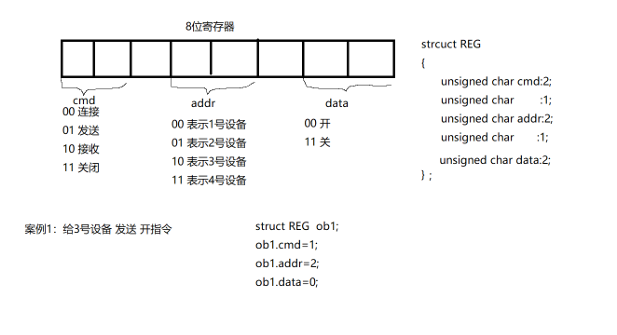 8位寄存器
cmd
00 连接
01 发送
10 接收
11 关闭
addr
00 表示1号设备
01 表示2号设备
10 表示3号设备
11 表示4号设备
data
00 开
11 关
strcuct REG
{
unsigned char cmd:2;
unsigned char :1;
unsigned char addr:2;
unsigned char :1;
unsigned char data:2;
} ;
案例1：给3号设备 发送 开指令
struct REG ob1;
ob1.cmd=1;
ob1.addr=2;
ob1.data=0;